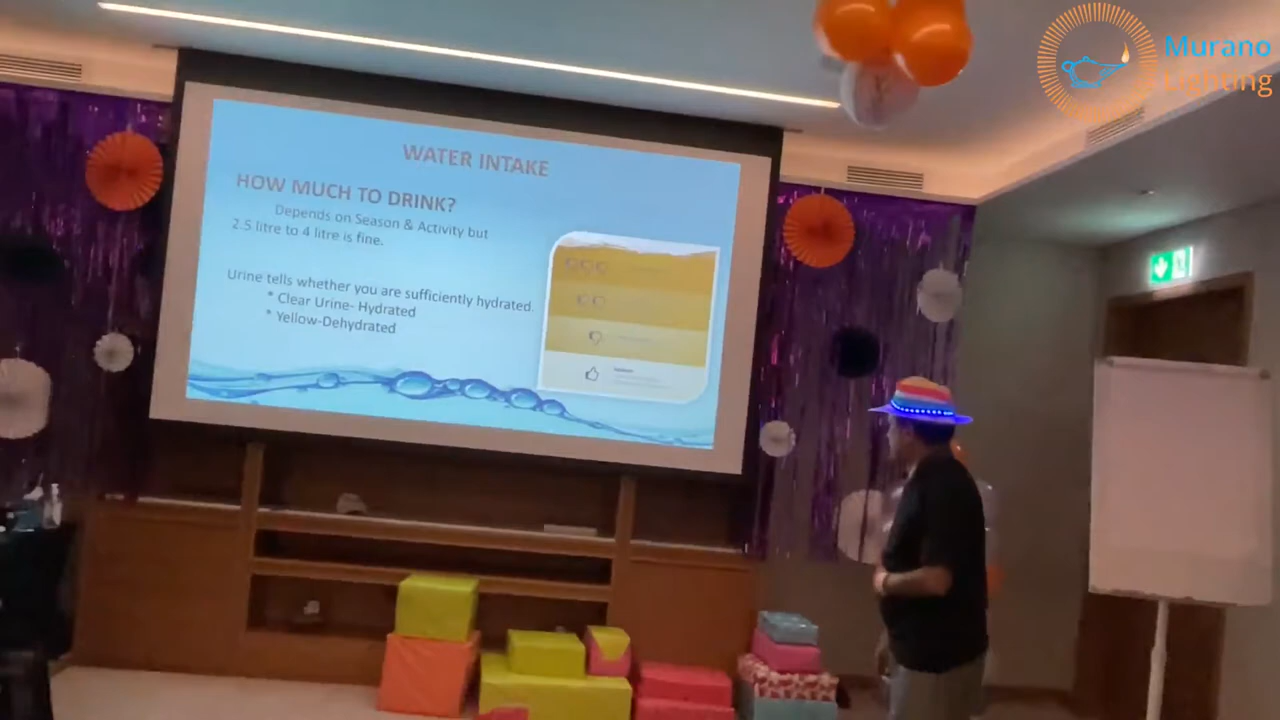 Murano
Lighting
WATER INTAKE
HOW MUCH TO DRINK?
Depends on Season & Activity but
2.5 litre to 4 litre is fine.
Urine tells whether you are sufficiently hydrated.
* Clear Urine- Hydrated
* Yellow-Dehydrated